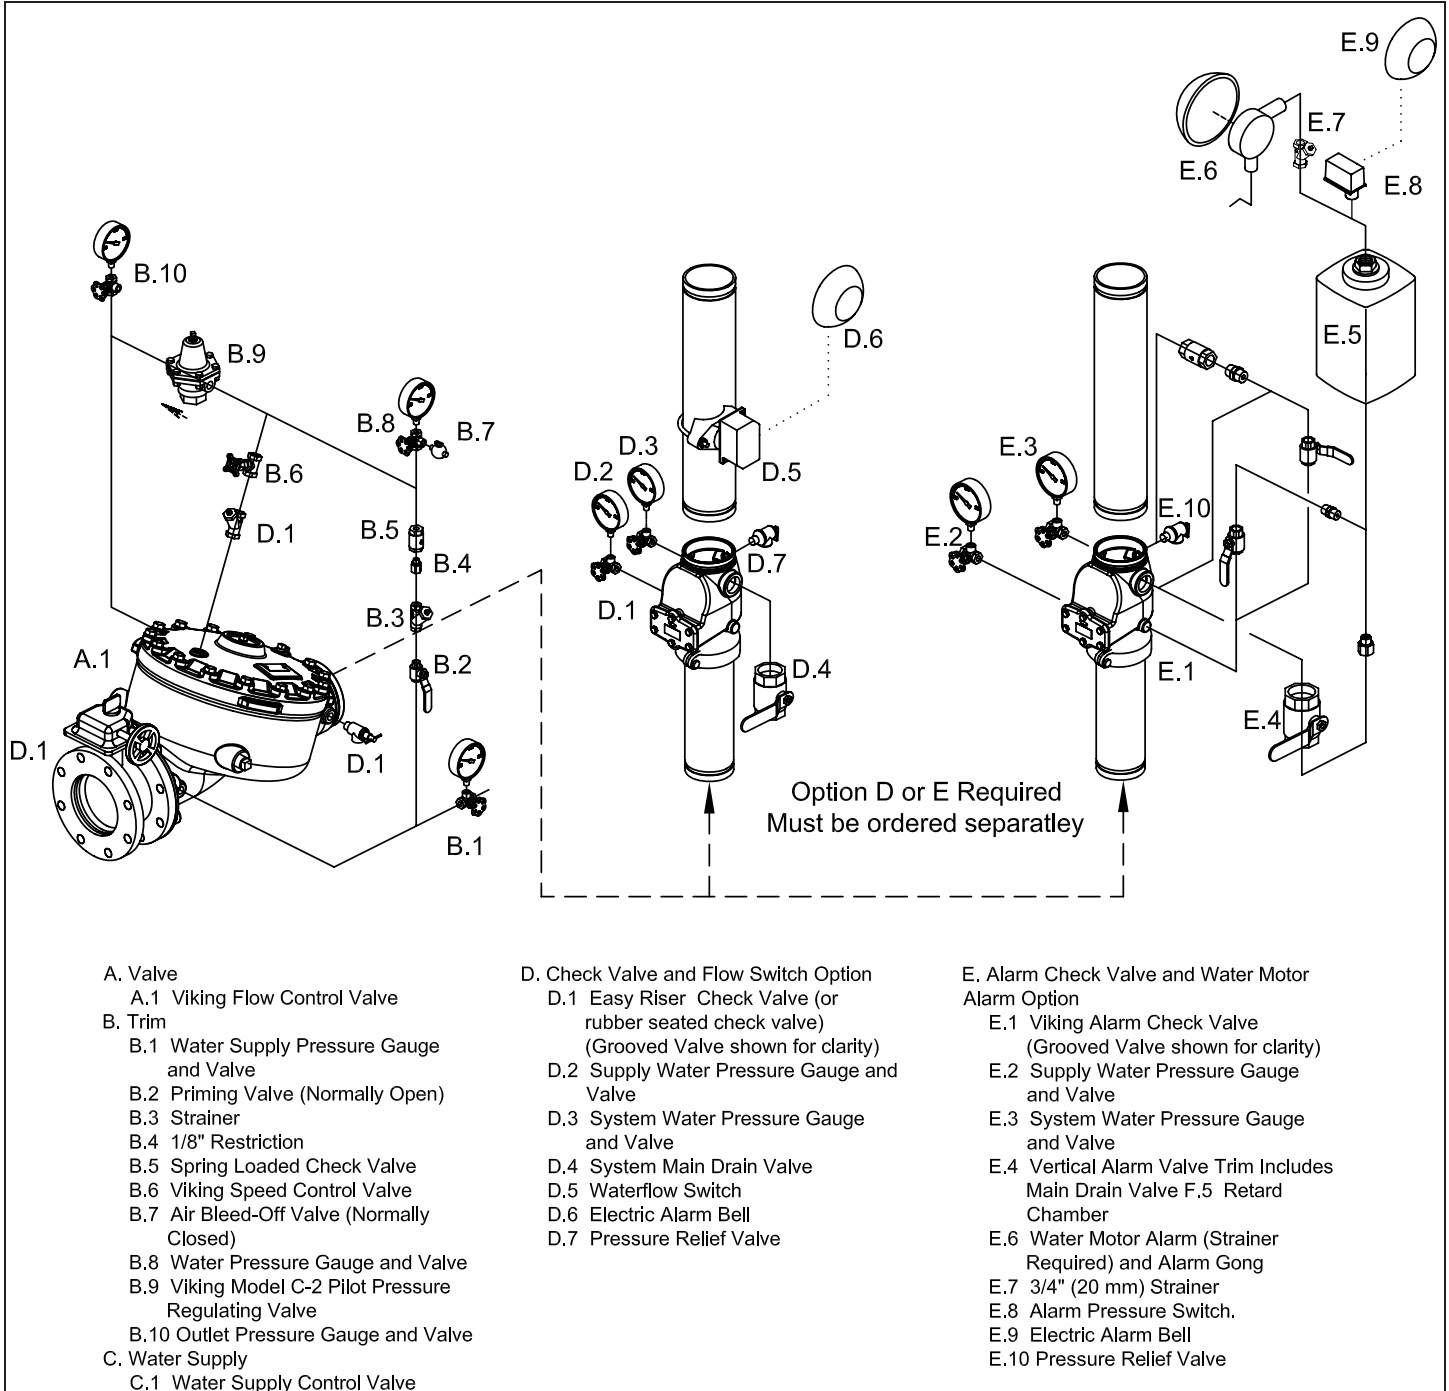 E.9
E.7
E.6
E.8
B.10
E.5
D.6
B.9
B.8
B.7
D.3
D.2
D.5
E.3
B.6
D.1
B.5
E.10
E.2
B.4
D.7
B.3
D.1
A.1
B.2
D.4
E.1
E.4
D.1
D.1
B.1
Option D or E Required
Must be ordered separatley
A. Valve
A.1 Viking Flow Control Valve
B. Trim
B.1 Water Supply Pressure Gauge
and Valve
B.2 Priming Valve (Normally Open)
B.3 Strainer
B.4 1/8" Restriction
B.5 Spring Loaded Check Valve
B.6 Viking Speed Control Valve
B.7 Air Bleed-Off Valve (Normally
Closed)
B.8 Water Pressure Gauge and Valve
B.9 Viking Model C-2 Pilot Pressure
Regulating Valve
B.10 Outlet Pressure Gauge and Valve
C. Water Supply
C.1 Water Supply Control Valve
D. Check Valve and Flow Switch Option
D.1 Easy Riser Check Valve (or
rubber seated check valve)
(Grooved Valve shown for clarity)
D.2 Supply Water Pressure Gauge and
Valve
D.3 System Water Pressure Gauge
and Valve
D.4 System Main Drain Valve
D.5 Waterflow Switch
D.6 Electric Alarm Bell
D.7 Pressure Relief Valve
E. Alarm Check Valve and Water Motor
Alarm Option
E.1 Viking Alarm Check Valve
(Grooved Valve shown for clarity)
E.2 Supply Water Pressure Gauge
and Valve
E.3 System Water Pressure Gauge
and Valve
E.4 Vertical Alarm Valve Trim Includes
Main Drain Valve F.5 Retard
Chamber
E.6 Water Motor Alarm (Strainer
Required) and Alarm Gong
E.7 3/4" (20 mm) Strainer
E.8 Alarm Pressure Switch.
E.9 Electric Alarm Bell
E.10 Pressure Relief Valve